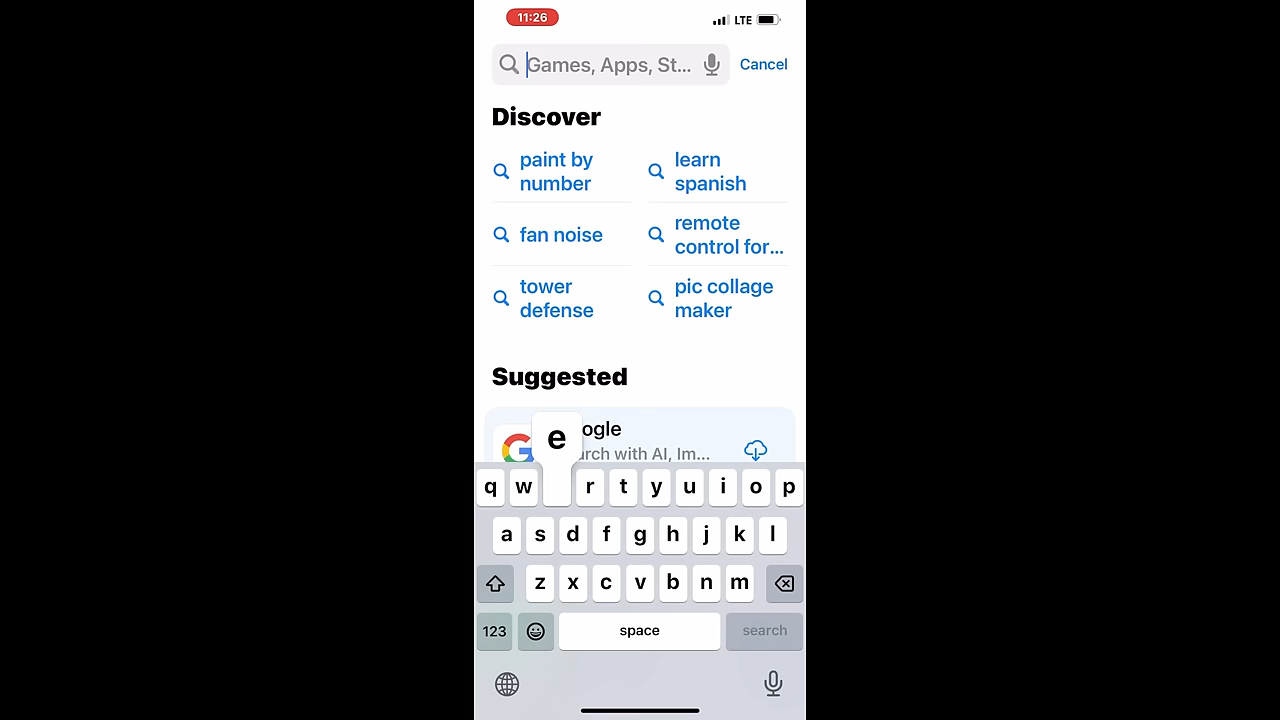 11:26
LTE
Games, Apps, St...
Cancel
Discover
paint by
number
learn
spanish
fan noise
remote
control for...
tower
defense
pic collage
maker
Suggested
ogle
arch with AI, Im...
e
q w r t y u i o p
a s d f g h j k l
z x c v b n m
123
space
search